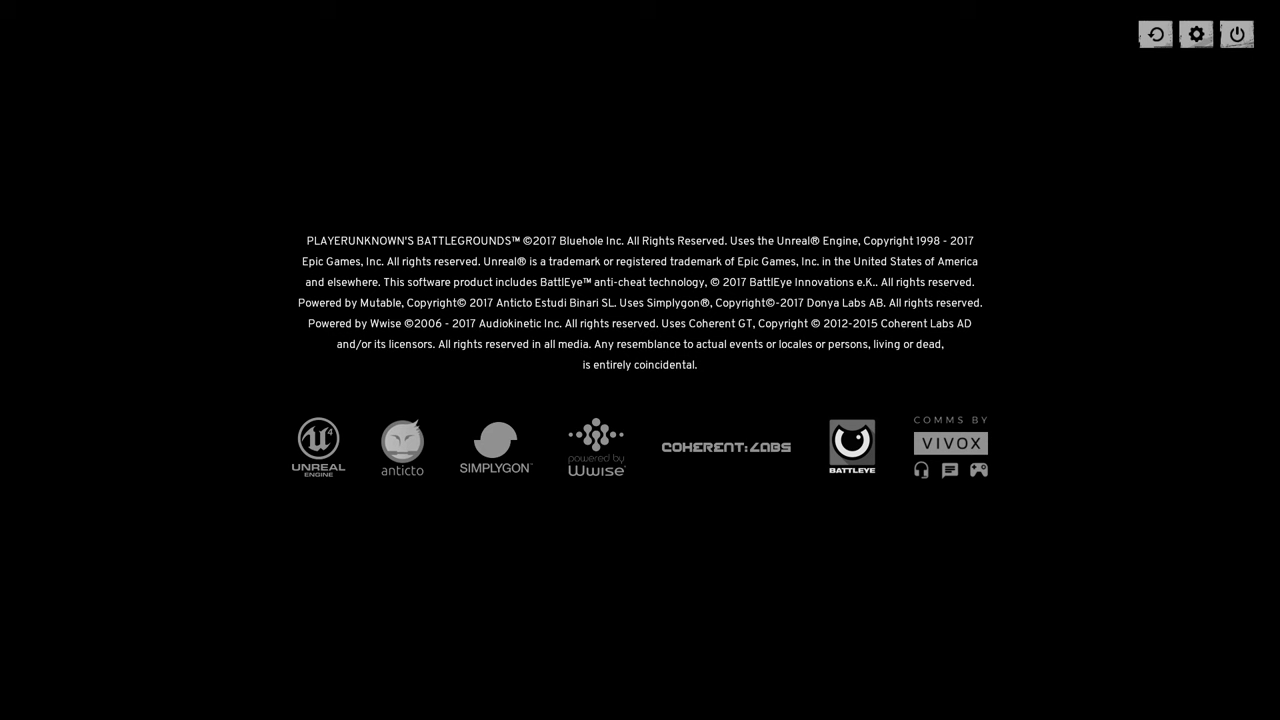 PLAYERUNKNOWN'S BATTLEGROUNDS™ ©2017 Bluehole Inc. All Rights Reserved. Uses the Unreal® Engine, Copyright 1998 - 2017
Epic Games, Inc. All rights reserved. Unreal® is a trademark or registered trademark of Epic Games, Inc. in the United States of America
and elsewhere. This software product includes BattlEye™ anti-cheat technology, © 2017 BattlEye Innovations e.K.. All rights reserved.
Powered by Mutable, Copyright© 2017 Anticto Estudi Binari SL. Uses Simplygon®, Copyright©-2017 Donya Labs AB. All rights reserved.
Powered by Wwise ©2006 - 2017 Audiokinetic Inc. All rights reserved. Uses Coherent GT, Copyright © 2012-2015 Coherent Labs AD
and/or its licensors. All rights reserved in all media. Any resemblance to actual events or locales or persons, living or dead,
is entirely coincidental.
UNREAL
ENGINE
4
anticto
SIMPLYGON™
powered by
Wwise
COHERENT:LABS
BATTLEYE
COMMS BY
VIVOX